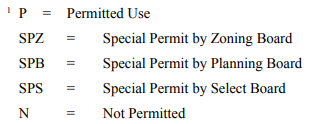 ¹ P = Permitted Use
SPZ = Special Permit by Zoning Board
SPB = Special Permit by Planning Board
SPS = Special Permit by Select Board
N = Not Permitted